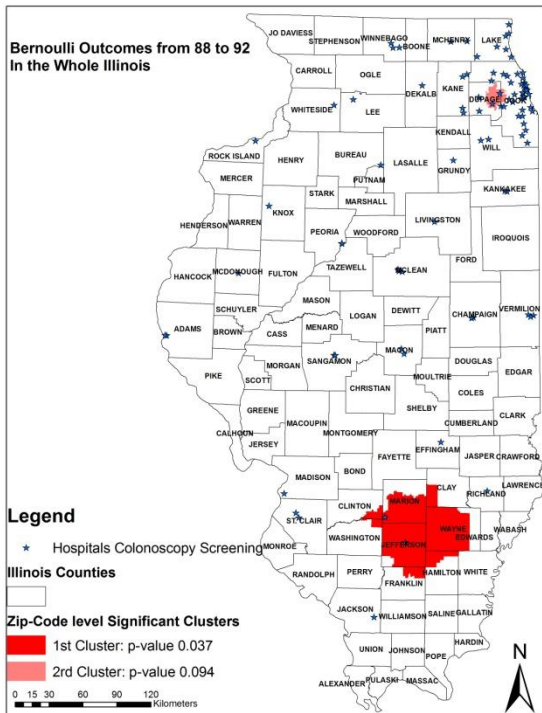 Bernoulli Outcomes from 88 to 92
In the Whole Illinois
JO DAVIESS
STEPHENSON
WINNEBAGO
BOONE
MCHENRY
LAKE
CARROLL
OGLE
DEKALB
KANE
DUPAGE
COOK
WHITESIDE
LEE
KENDALL
WILL
ROCK ISLAND
HENRY
BUREAU
LASALLE
GRUNDY
MERCER
PUTNAM
KANKAKEE
STARK
MARSHALL
KNOX
LIVINGSTON
HENDERSON
WARREN
PEORIA
WOODFORD
IROQUOIS
FORD
TAZEWELL
MCLEAN
HANCOCK
MCDONOUGH
FULTON
MASON
SCHUYLER
LOGAN
DEWITT
CHAMPAIGN
VERMILION
ADAMS
BROWN
CASS
MENARD
PIATT
MACON
SANGAMON
DOUGLAS
EDGAR
MORGAN
PIKE
SCOTT
CHRISTIAN
MOULTRIE
COLES
GREENE
SHELBY
CUMBERLAND
CLARK
MACOUPIN
MONTGOMERY
CALHOUN
JERSEY
FAYETTE
EFFINGHAM
JASPER
CRAWFORD
BOND
MADISON
CLAY
RICHLAND
LAWRENCE
CLINTON
MARION
ST.CLAIR
WAYNE
WABASH
EDWARDS
WASHINGTON
JEFFERSON
MONROE
RANDOLPH
PERRY
HAMILTON
WHITE
FRANKLIN
JACKSON
WILLIAMSON
SALINE
GALLATIN
UNION
JOHNSON
POPE
HARDIN
ALEXANDER
PULASKI
MASSAC
Legend
Hospitals Colonoscopy Screening
Illinois Counties
Zip-Code level Significant Clusters
1st Cluster: p-value 0.037
2rd Cluster: p-value 0.094
0 15 30 60 90 120
Kilometers
N